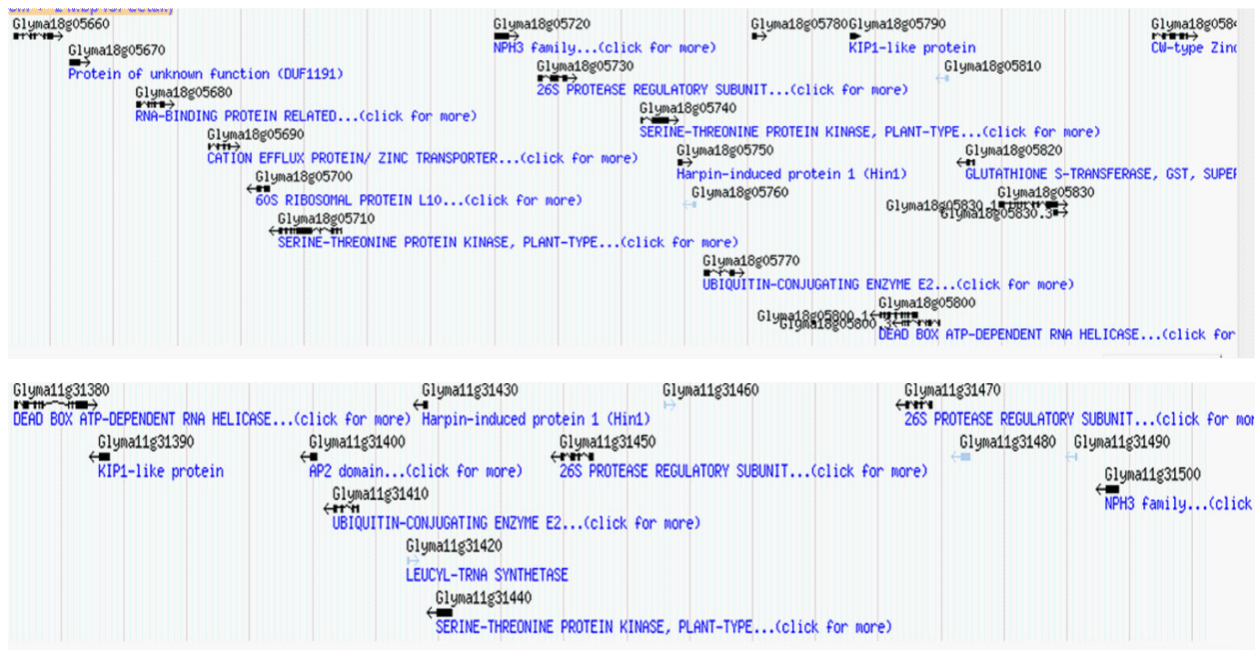 Glyma18g05660
Glyma18g05720
Glyma18g05780
Glyma18g05790
Glyma18g0584
NPH3 family...(click for more)
KIP1-like protein
CW-type Zinc
Glyma18g05670
Protein of unknown function (DUF1191)
Glyma18g05730
Glyma18g05810
26S PROTEASE REGULATORY SUBUNIT...(click for more)
Glyma18g05680
RNA-BINDING PROTEIN RELATED...(click for more)
Glyma18g05740
SERINE-THREONINE PROTEIN KINASE, PLANT-TYPE...(click for more)
Glyma18g05690
CATION EFFLUX PROTEIN/ ZINC TRANSPORTER...(click for more)
Glyma18g05750
Harpin-induced protein 1 (Hin1)
Glyma18g05820
GLUTATHIONE S-TRANSFERASE, GST, SUPER
Glyma18g05700
60S RIBOSOMAL PROTEIN L10...(click for more)
Glyma18g05760
Glyma18g05830
Glyma18g05830.1
Glyma18g05830.3
Glyma18g05710
SERINE-THREONINE PROTEIN KINASE, PLANT-TYPE...(click for more)
Glyma18g05770
UBIQUITIN-CONJUGATING ENZYME E2...(click for more)
Glyma18g05800
Glyma18g05800.1
Glyma18g05800.3
DEAD BOX ATP-DEPENDENT RNA HELICASE...(click for
Glyma11g31380
Glyma11g31430
Glyma11g31460
Glyma11g31470
DEAD BOX ATP-DEPENDENT RNA HELICASE...(click for more)
Harpin-induced protein 1 (Hin1)
26S PROTEASE REGULATORY SUBUNIT...(click for mor
Glyma11g31390
Glyma11g31400
Glyma11g31450
Glyma11g31480
Glyma11g31490
KIP1-like protein
AP2 domain...(click for more)
26S PROTEASE REGULATORY SUBUNIT...(click for more)
Glyma11g31500
NPH3 family...(click
Glyma11g31410
UBIQUITIN-CONJUGATING ENZYME E2...(click for more)
Glyma11g31420
LEUCYL-TRNA SYNTHETASE
Glyma11g31440
SERINE-THREONINE PROTEIN KINASE, PLANT-TYPE...(click for more)